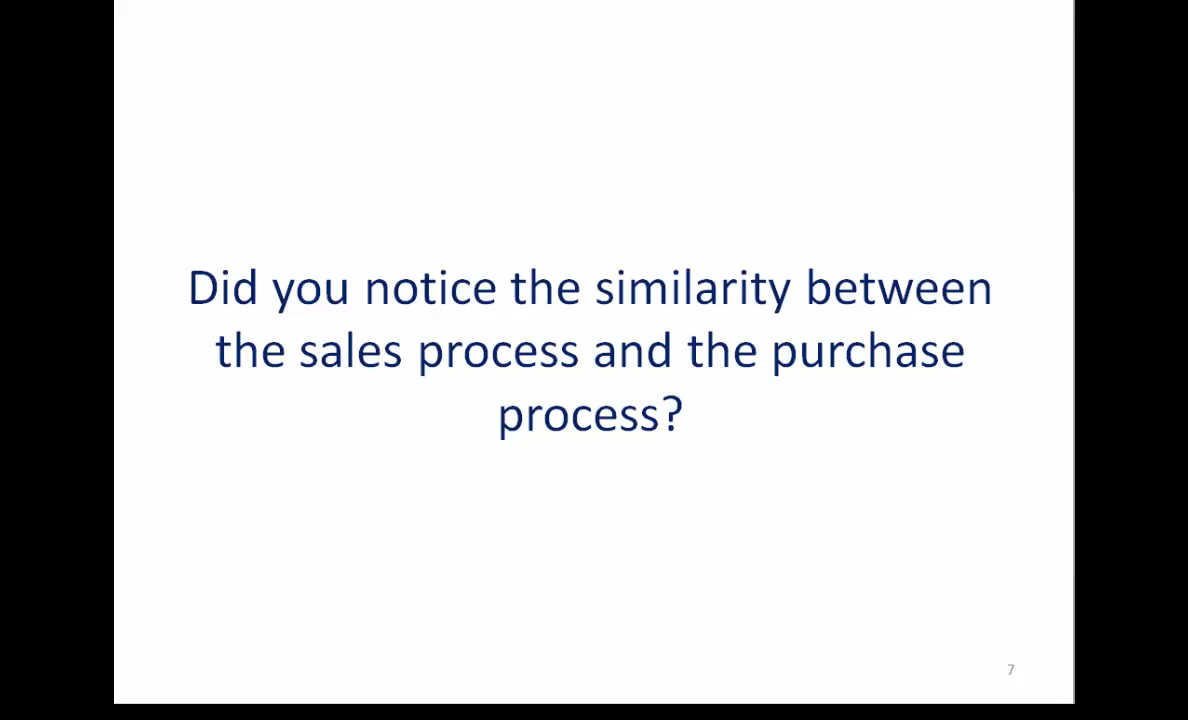 Did you notice the similarity between
the sales process and the purchase
process?
7